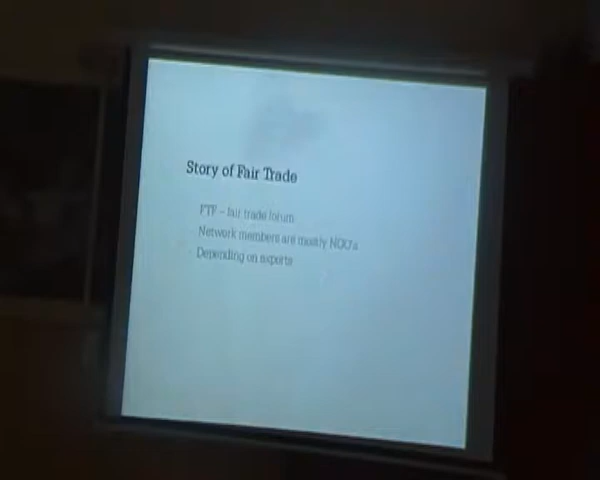 Story of Fair Trade
FTF – fair trade forum
Network members are mostly NGO's
Depending on exports